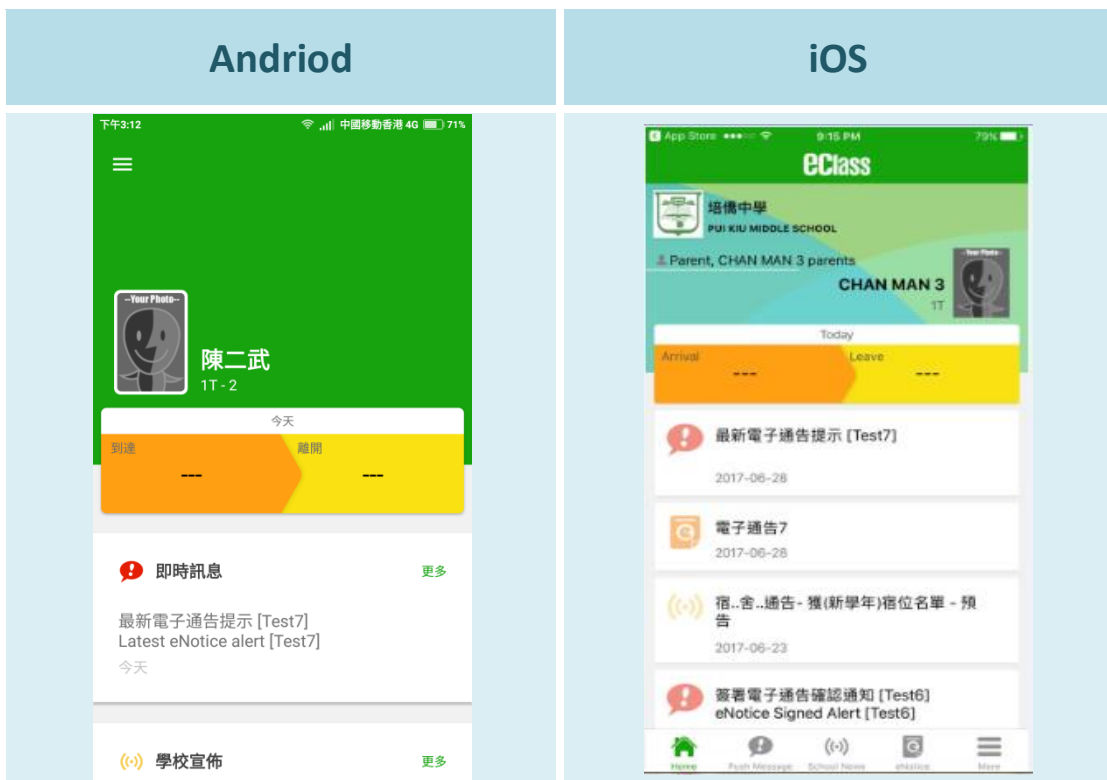 Andriod
iOS
下午3:12
中國移動香港 4G 71%
--Your Photo--
陳二武
1T - 2
今天
到達
離開
---
---
即時訊息
更多
最新電子通告提示 [Test7]
Latest eNotice alert [Test7]
今天
學校宣佈
更多
App Store 9:15 PM 79%
eClass
培僑中學
PUI KIU MIDDLE SCHOOL
Parent, CHAN MAN 3 parents
--Your Photo--
CHAN MAN 3
1T
Today
Arrival
Leave
---
---
最新電子通告提示 [Test7]
2017-06-28
電子通告7
2017-06-28
宿..舍..通告- 獲(新學年)宿位名單 - 預
告
2017-06-23
簽署電子通告確認通知 [Test6]
eNotice Signed Alert [Test6]
Home
Push Message
School News
eNotice
More